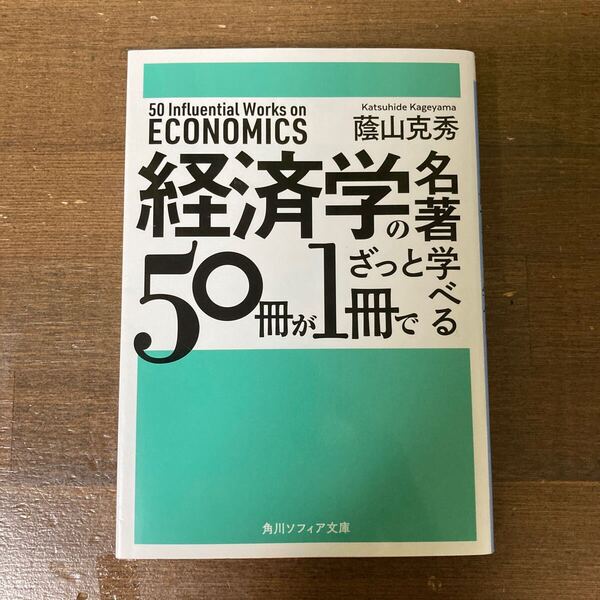 50 Influential Works on
ECONOMICS
Katsuhide Kageyama
蔭山克秀
経済学の名著
50冊が1冊で
ざっと学べる
角川ソフィア文庫